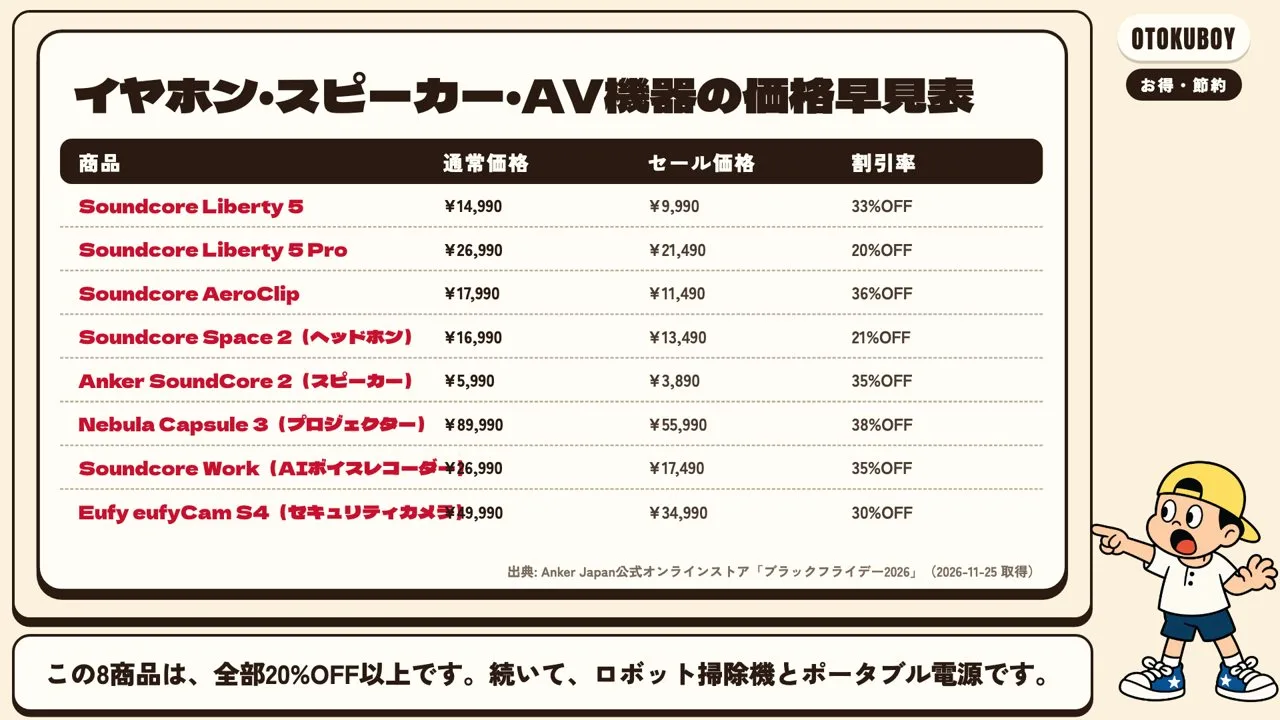 OTOKUBOY
お得・節約
イヤホン・スピーカー・AV機器の価格早見表
商品 通常価格 セール価格 割引率
Soundcore Liberty 5 ¥14,990 ¥9,990 33%OFF
Soundcore Liberty 5 Pro ¥26,990 ¥21,490 20%OFF
Soundcore AeroClip ¥17,990 ¥11,490 36%OFF
Soundcore Space 2（ヘッドホン） ¥16,990 ¥13,490 21%OFF
Anker SoundCore 2（スピーカー） ¥5,990 ¥3,890 35%OFF
Nebula Capsule 3（プロジェクター） ¥89,990 ¥55,990 38%OFF
Soundcore Work（AIボイスレコーダー） ¥26,990 ¥17,490 35%OFF
Eufy eufyCam S4（セキュリティカメラ） ¥49,990 ¥34,990 30%OFF
出典: Anker Japan公式オンラインストア「ブラックフライデー2026」（2026-11-25 取得）
この8商品は、全部20%OFF以上です。続いて、ロボット掃除機とポータブル電源です。